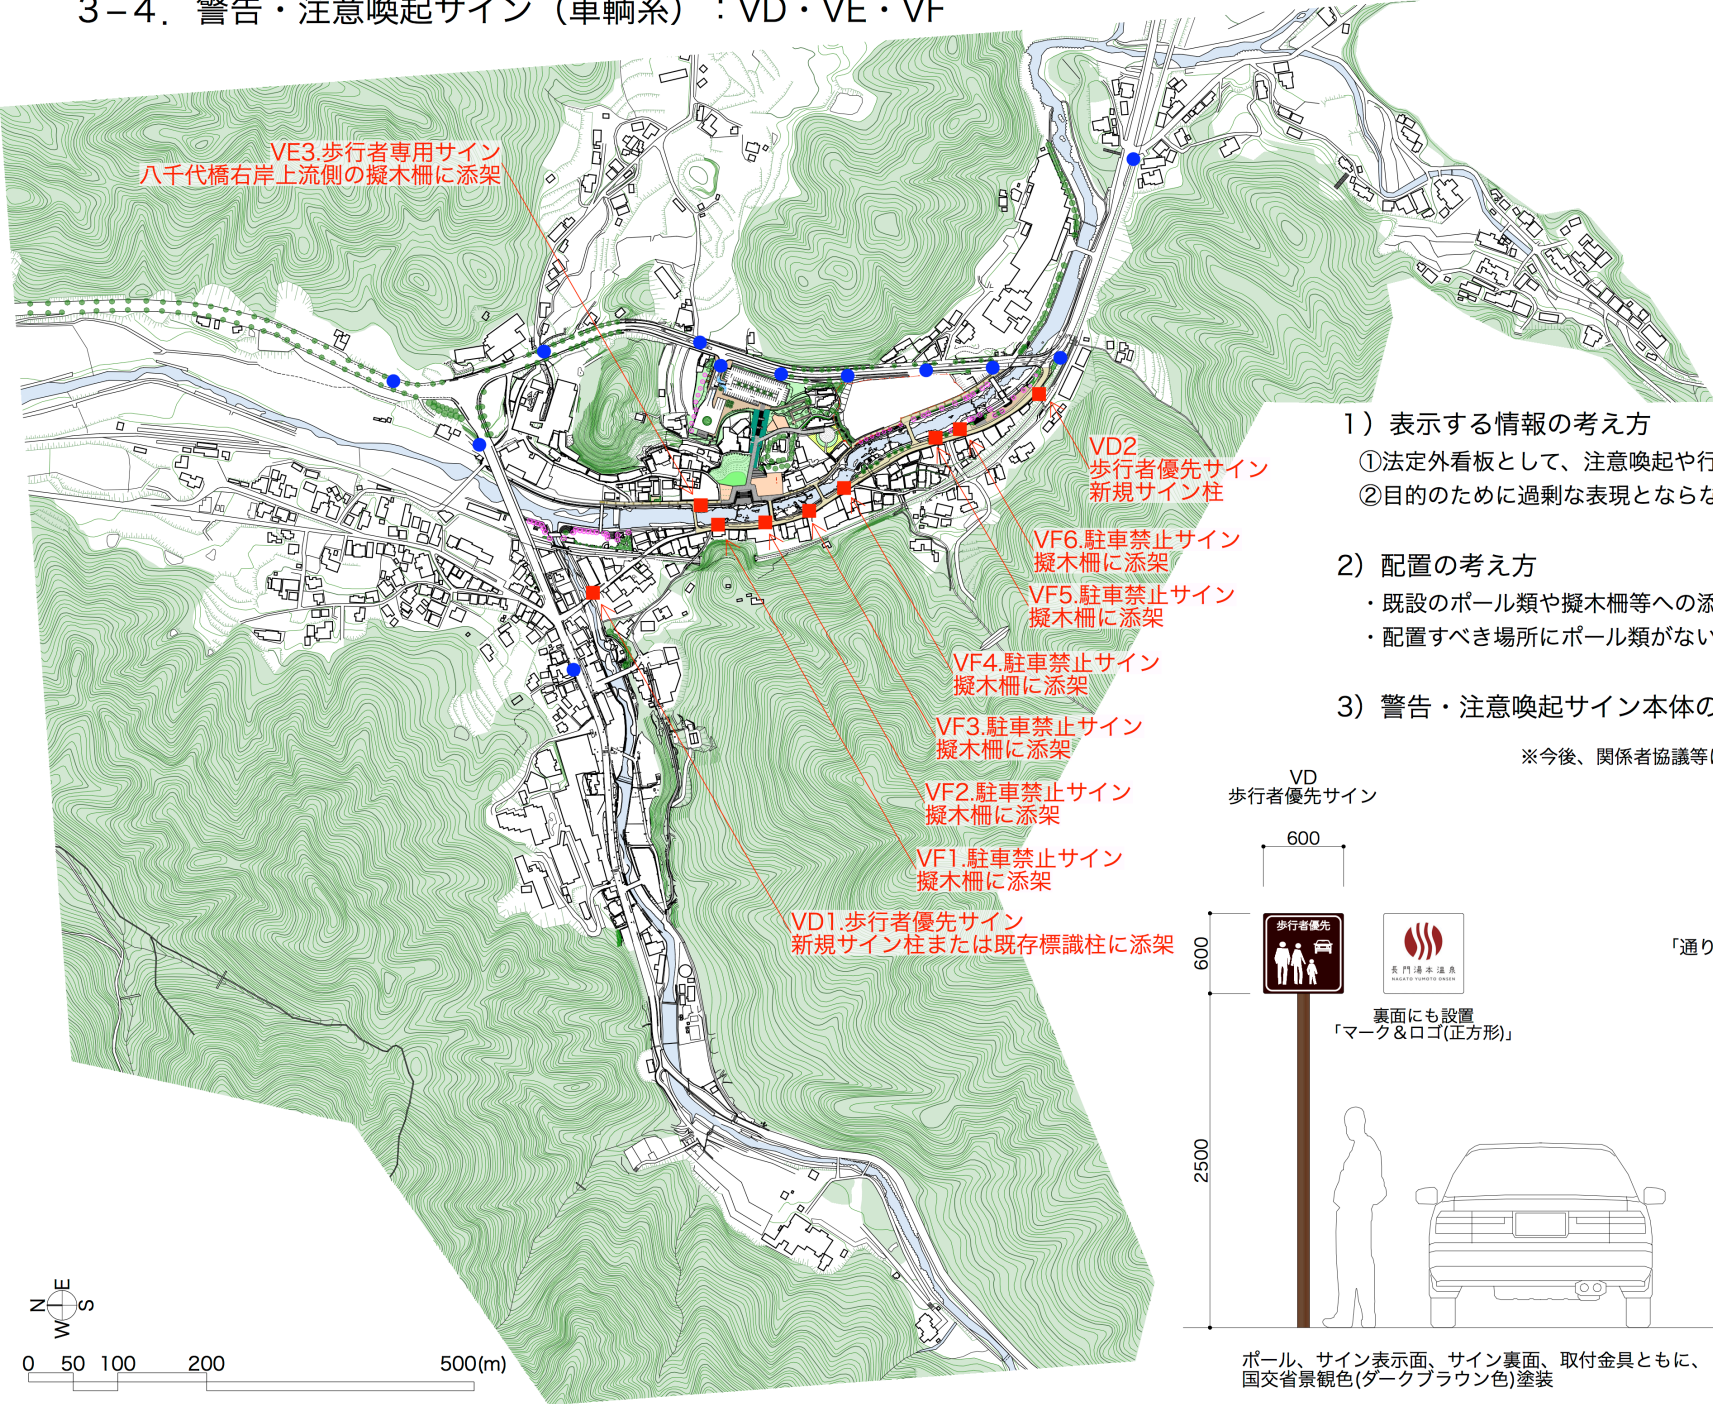 3−4．警告・注意喚起サイン（車輌系）：VD・VE・VF
VE3.歩行者専用サイン
八千代橋右岸上流側の擬木柵に添架
VD2
歩行者優先サイン
新規サイン柱
VF6.駐車禁止サイン
擬木柵に添架
VF5.駐車禁止サイン
擬木柵に添架
VF4.駐車禁止サイン
擬木柵に添架
VF3.駐車禁止サイン
擬木柵に添架
VF2.駐車禁止サイン
擬木柵に添架
VF1.駐車禁止サイン
擬木柵に添架
VD1.歩行者優先サイン
新規サイン柱または既存標識柱に添架
N E S W
0 50 100 200 500(m)
1）表示する情報の考え方
①法定外看板として、注意喚起や行
②目的のために過剰な表現とならな
2）配置の考え方
・既設のポール類や擬木柵等への添
・配置すべき場所にポール類がない
3）警告・注意喚起サイン本体の
※今後、関係者協議等に
VD
歩行者優先サイン
600
600
2500
歩行者優先
長門湯本温泉
NAGATO YUMOTO ONSEN
裏面にも設置
「マーク＆ロゴ(正方形)」
「通り
ポール、サイン表示面、サイン裏面、取付金具ともに、
国交省景観色(ダークブラウン色)塗装